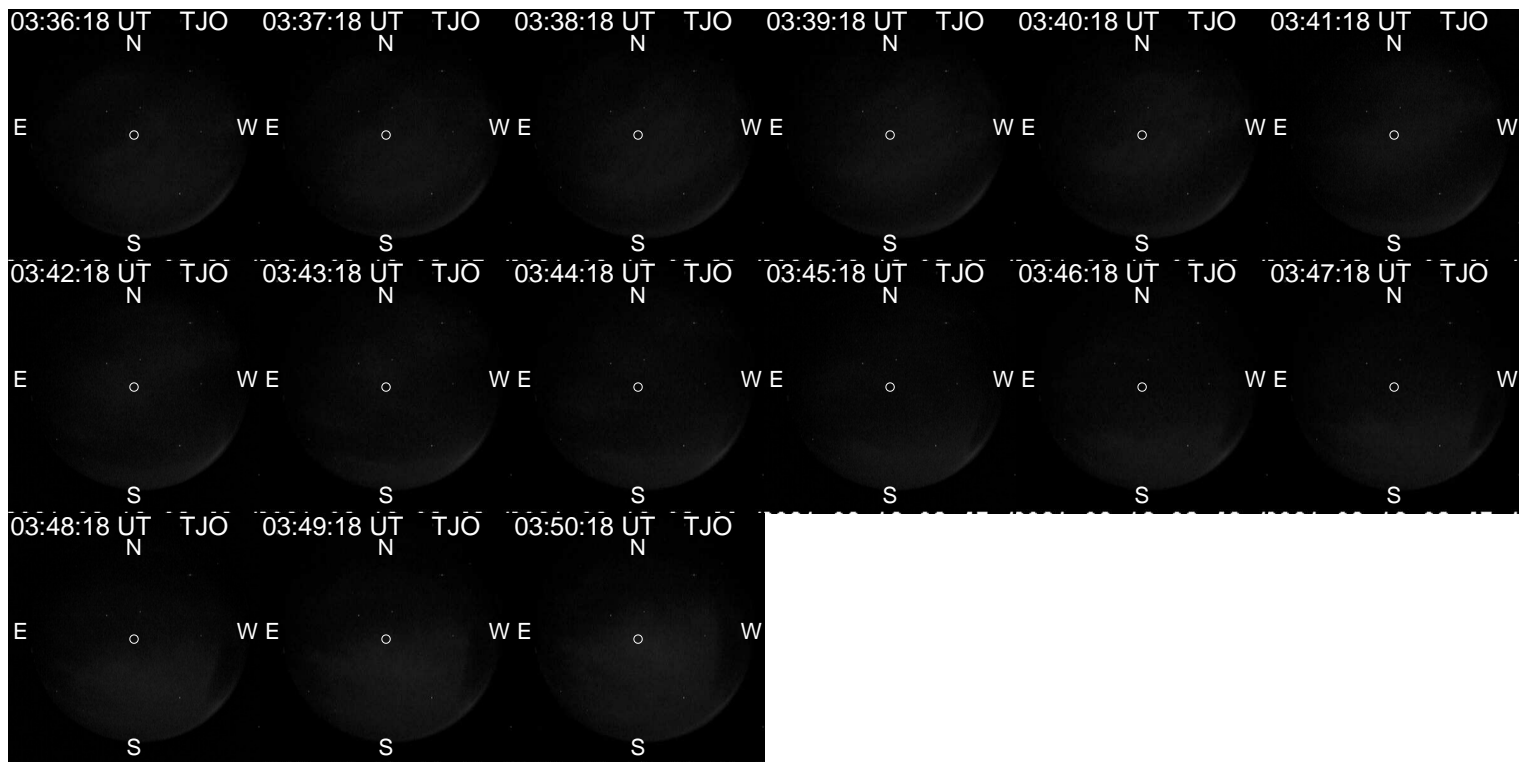 03:36:18 UT TJO 03:37:18 UT TJO 03:38:18 UT TJO 03:39:18 UT TJO 03:40:18 UT TJO 03:41:18 UT TJO
N N N N N N
E W E W E W E W E W E W
S S S S S S
03:42:18 UT TJO 03:43:18 UT TJO 03:44:18 UT TJO 03:45:18 UT TJO 03:46:18 UT TJO 03:47:18 UT TJO
N N N N N N
E W E W E W E W E W E W
S S S S S S
03:48:18 UT TJO 03:49:18 UT TJO 03:50:18 UT TJO
N N N
E W E W E W
S S S